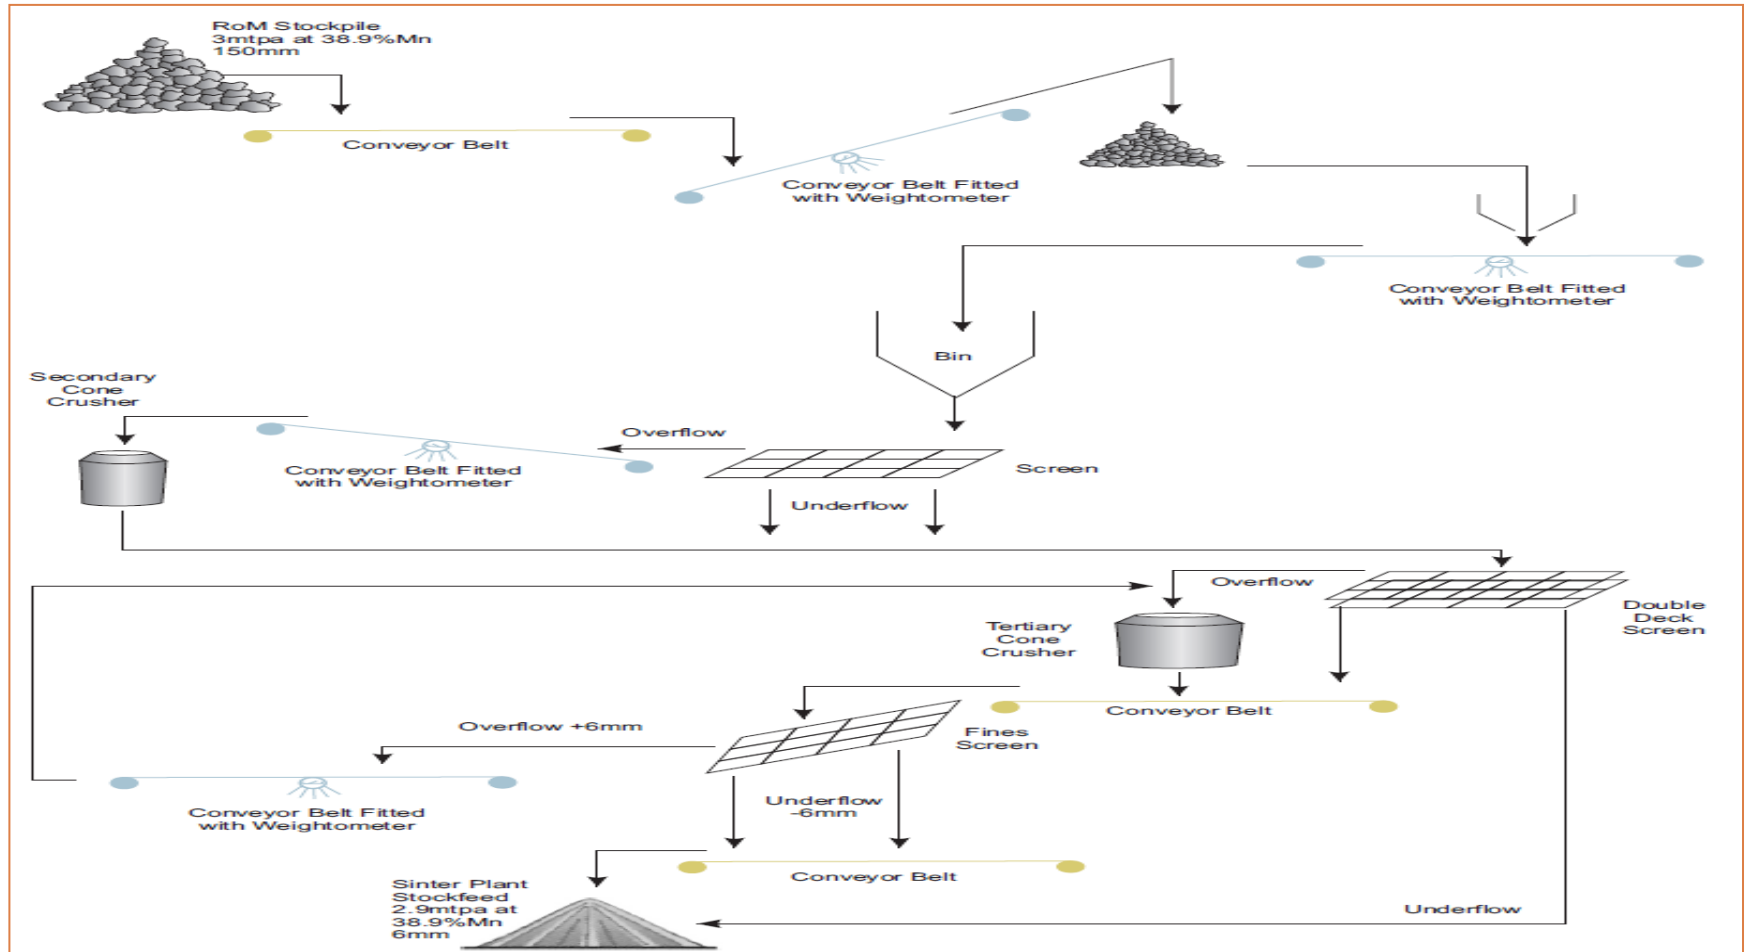 RoM Stockpile
3mtpa at 38.9%Mn
150mm
Conveyor Belt
Conveyor Belt Fitted
with Weightometer
Conveyor Belt Fitted
with Weightometer
Bin
Secondary
Cone
Crusher
Overflow
Conveyor Belt Fitted
with Weightometer
Screen
Underflow
Overflow
Double
Deck
Screen
Tertiary
Cone
Crusher
Conveyor Belt
Overflow +6mm
Fines
Screen
Underflow
-6mm
Conveyor Belt Fitted
with Weightometer
Conveyor Belt
Sinter Plant
Stockfeed
2.9mtpa at
38.9%Mn
6mm
Underflow